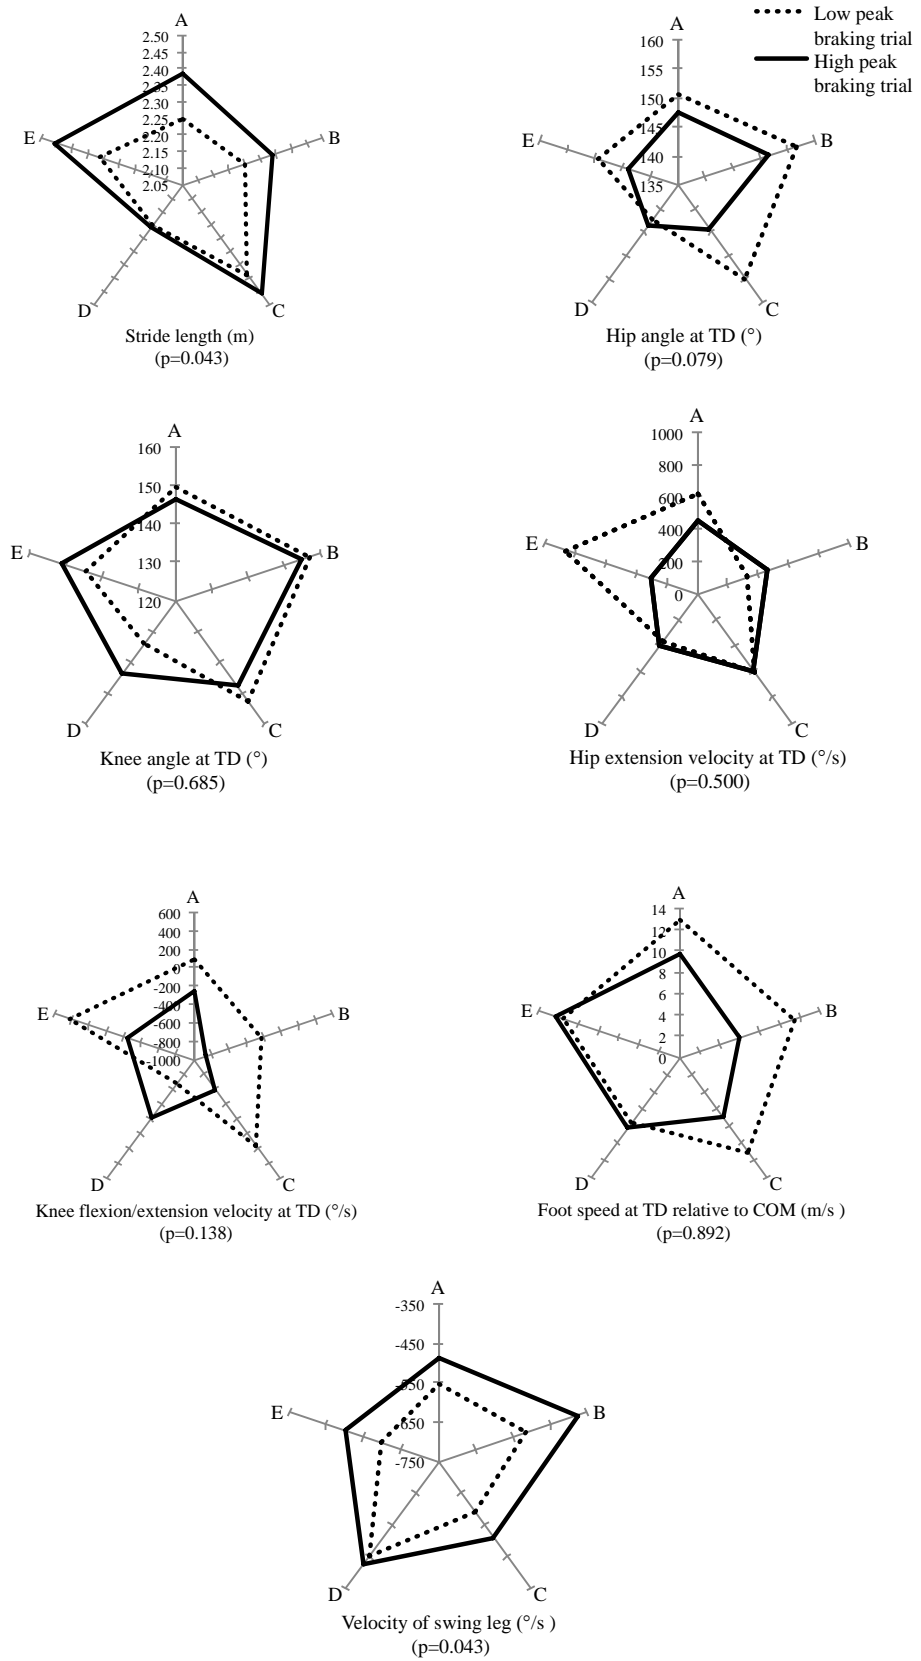 Low peak
braking trial
High peak
braking trial
A
2.50
2.45
2.40
2.35
2.30
2.25
2.20
2.15
2.10
2.05
B
C
D
E
Stride length (m)
(p=0.043)
A
160
155
150
145
140
135
B
C
D
E
Hip angle at TD (°)
(p=0.079)
A
160
150
140
130
120
B
C
D
E
Knee angle at TD (°)
(p=0.685)
A
1000
800
600
400
200
0
B
C
D
E
Hip extension velocity at TD (°/s)
(p=0.500)
A
600
400
200
0
-200
-400
-600
-800
-1000
B
C
D
E
Knee flexion/extension velocity at TD (°/s)
(p=0.138)
A
14
12
10
8
6
4
2
0
B
C
D
E
Foot speed at TD relative to COM (m/s )
(p=0.892)
A
-350
-450
-550
-650
-750
B
C
D
E
Velocity of swing leg (°/s )
(p=0.043)